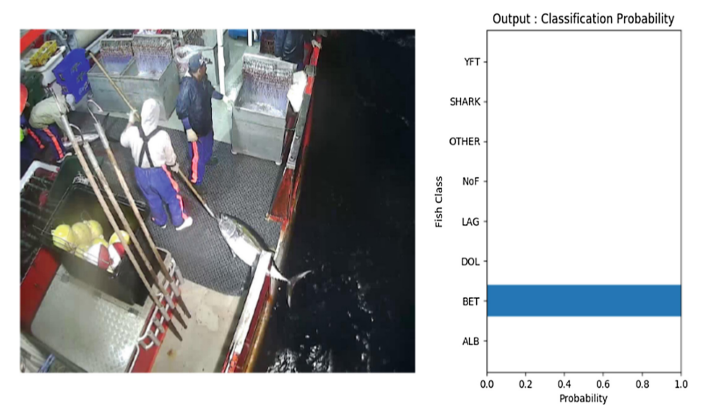 Output : Classification Probability
YFT
SHARK
OTHER
NoF
LAG
DOL
BET
ALB
Fish Class
0.0 0.2 0.4 0.6 0.8 1.0
Probability